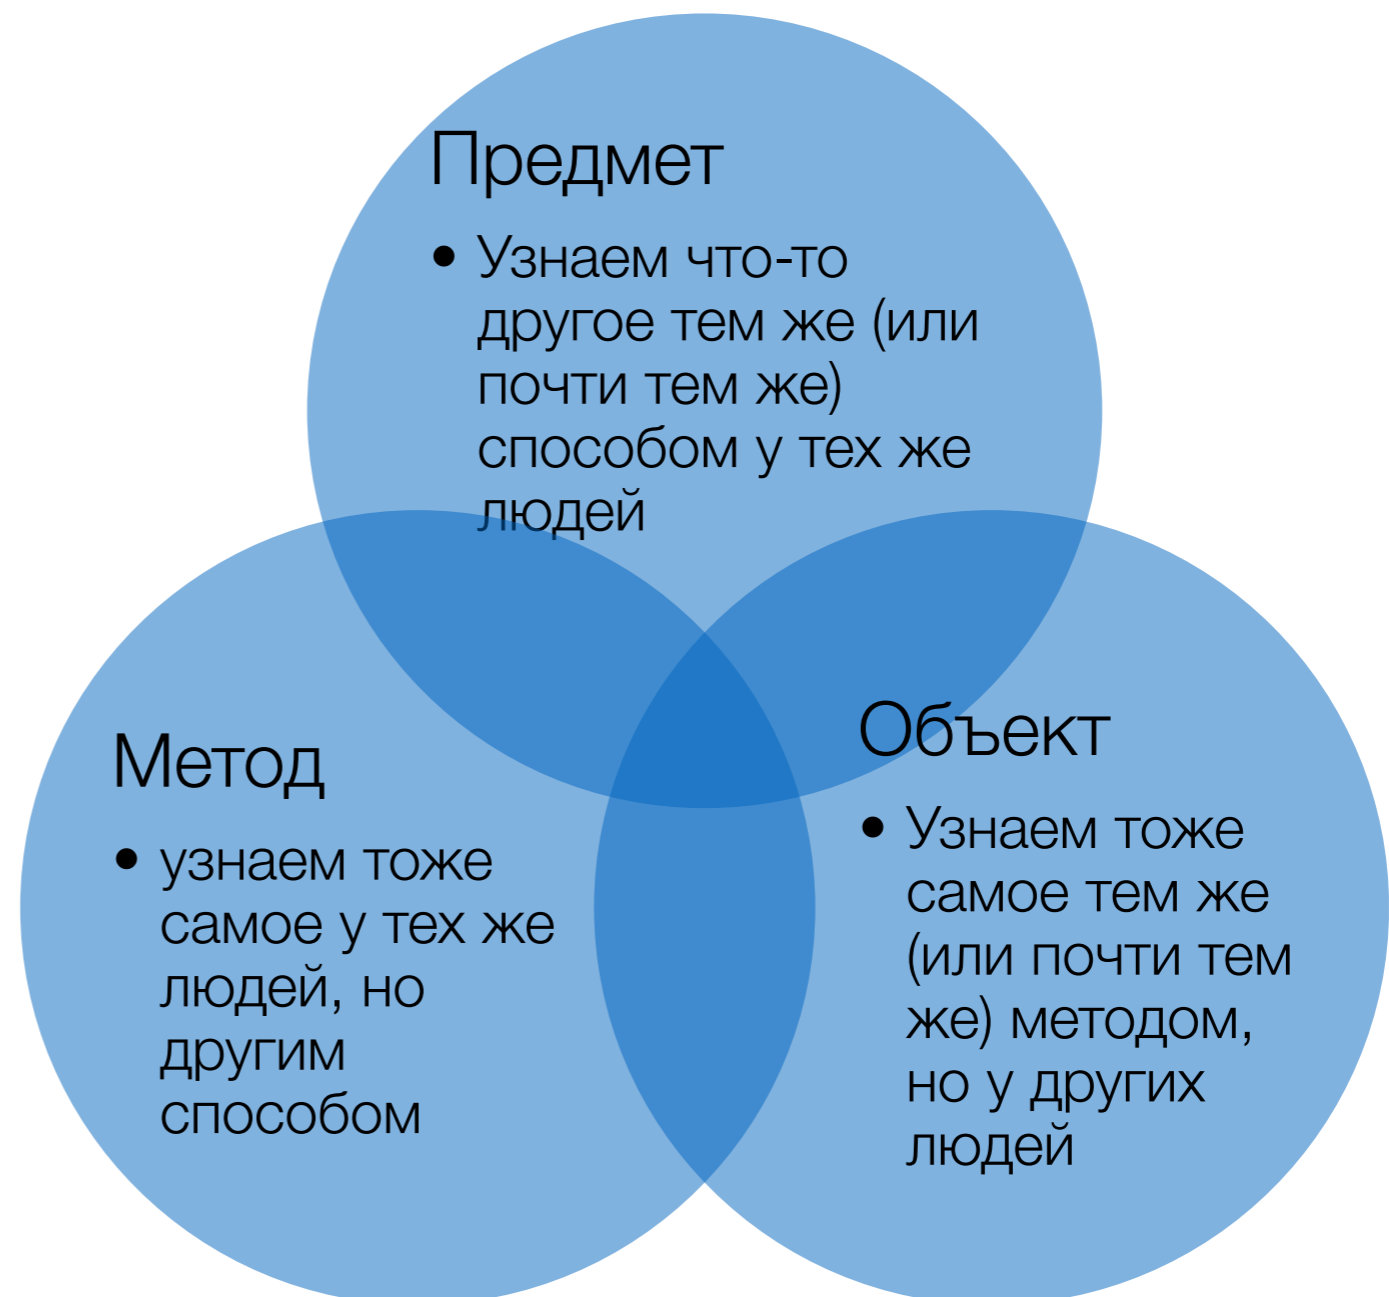 Предмет
• Узнаем что-то
другое тем же (или
почти тем же)
способом у тех же
людей
Метод
• узнаем тоже
самое у тех же
людей, но
другим
способом
Объект
• Узнаем тоже
самое тем же
(или почти тем
же) методом,
но у других
людей